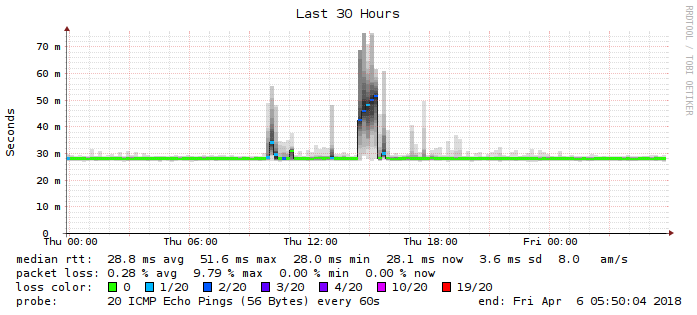 Last 30 Hours
RRDTOOL / TOBI OETIKER
Seconds
70 m
60 m
50 m
40 m
30 m
20 m
10 m
0
Thu 00:00 Thu 06:00 Thu 12:00 Thu 18:00 Fri 00:00
median rtt: 28.8 ms avg 51.6 ms max 28.0 ms min 28.1 ms now 3.6 ms sd 8.0 am/s
packet loss: 0.28 % avg 9.79 % max 0.00 % min 0.00 % now
loss color: 0 1/20 2/20 3/20 4/20 10/20 19/20
probe: 20 ICMP Echo Pings (56 Bytes) every 60s end: Fri Apr 6 05:50:04 2018